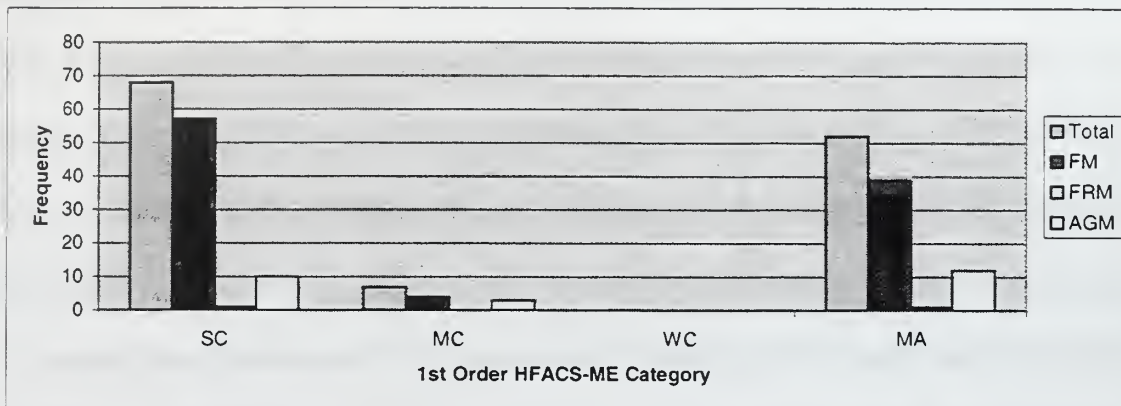 80
70
60
50
40
30
20
10
0
Frequency
SC
MC
WC
MA
1st Order HFACS-ME Category
Total
FM
FRM
AGM